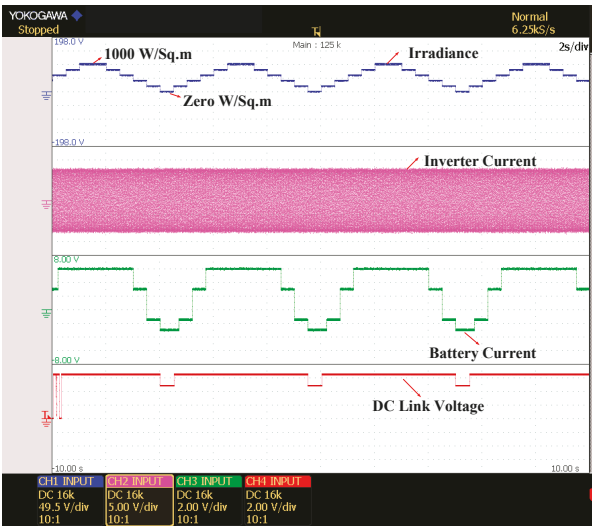 YOKOGAWA
Stopped
Normal
6.25kS/s
198.0 V
Main : 125 k
2s/div
1000 W/Sq.m
Irradiance
Zero W/Sq.m
-198.0 V
Inverter Current
8.00 V
-8.00 V
Battery Current
DC Link Voltage
-10.00 s
10.00 s
CH1 INPUT
DC 16k
49.5 V/div
10:1
CH2 INPUT
DC 16k
5.00 V/div
10:1
CH3 INPUT
DC 16k
2.00 V/div
10:1
CH4 INPUT
DC 16k
2.00 V/div
10:1